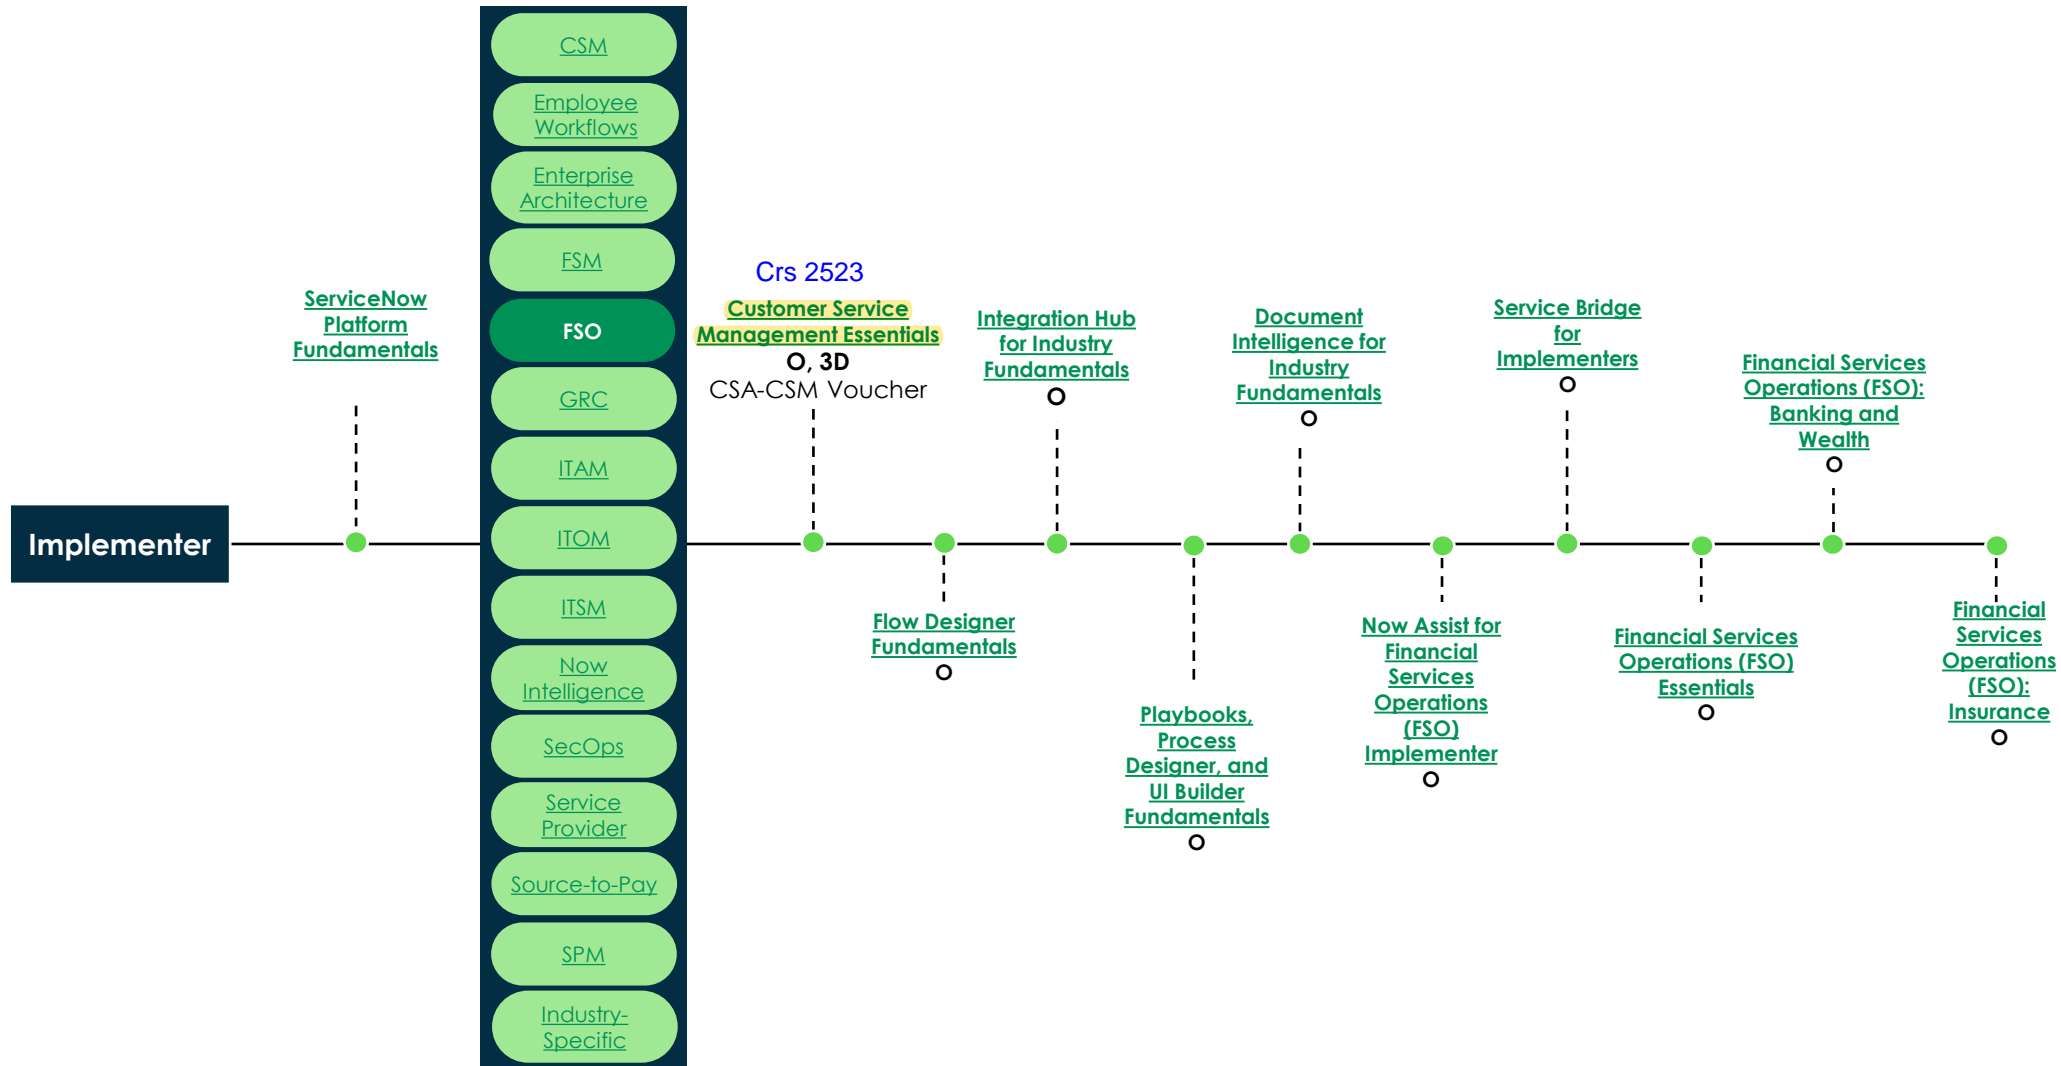 Implementer
ServiceNow
Platform
Fundamentals
CSM
Employee
Workflows
Enterprise
Architecture
FSM
FSO
GRC
ITAM
ITOM
ITSM
Now
Intelligence
SecOps
Service
Provider
Source-to-Pay
SPM
Industry-
Specific
Crs 2523
Customer Service
Management Essentials
O, 3D
CSA-CSM Voucher
Flow Designer
Fundamentals
O
Integration Hub
for Industry
Fundamentals
O
Playbooks,
Process
Designer, and
UI Builder
Fundamentals
O
Document
Intelligence for
Industry
Fundamentals
O
Now Assist for
Financial
Services
Operations
(FSO)
Implementer
O
Service Bridge
for
Implementers
O
Financial Services
Operations (FSO)
Essentials
O
Financial Services
Operations (FSO):
Banking and
Wealth
O
Financial
Services
Operations
(FSO):
Insurance
O